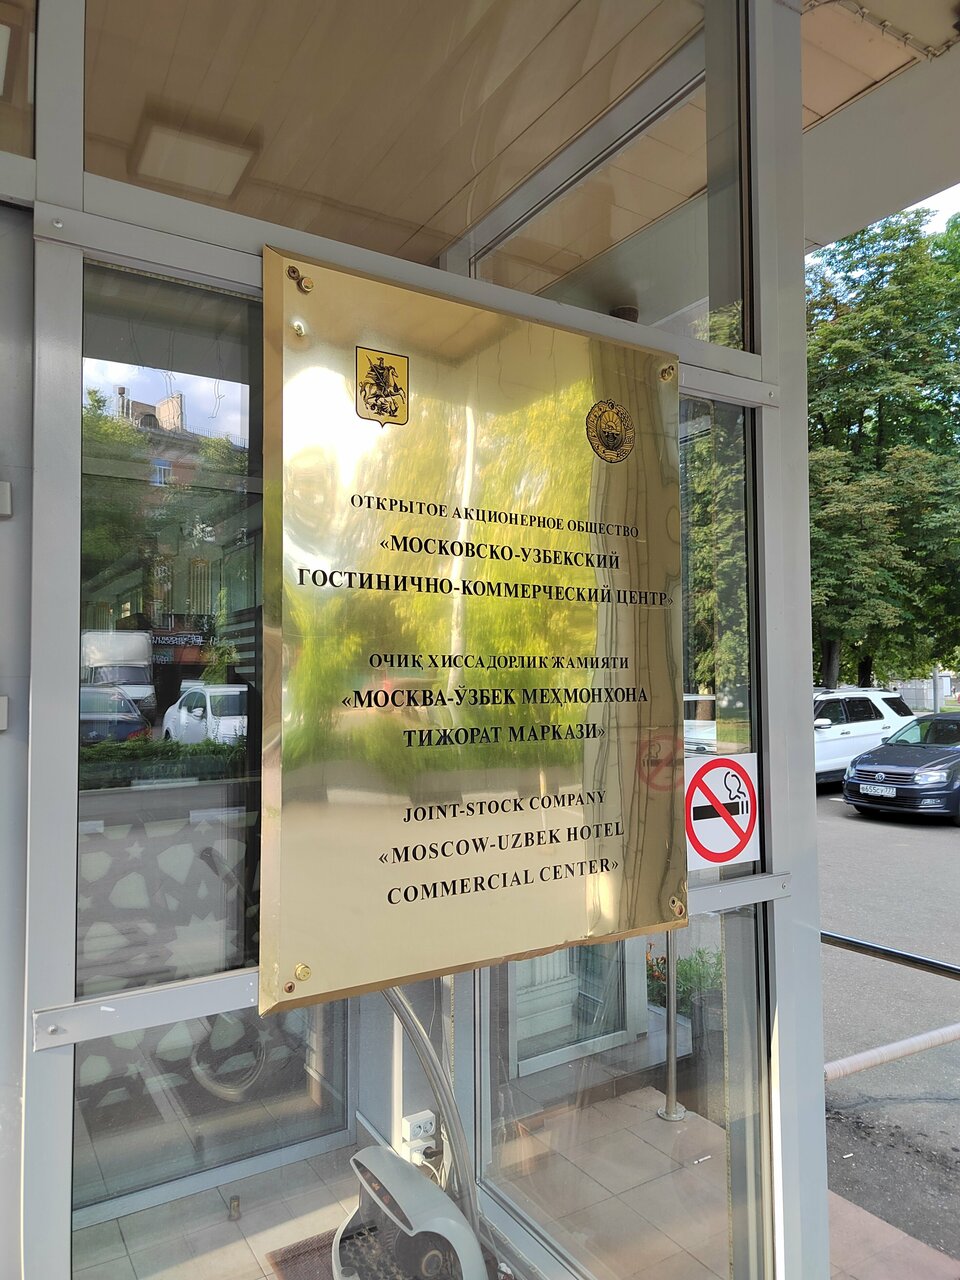 ОТКРЫТОЕ АКЦИОНЕРНОЕ ОБЩЕСТВО
«МОСКОВСКО-УЗБЕКСКИЙ
ГОСТИНИЧНО-КОММЕРЧЕСКИЙ ЦЕНТР»
ОЧИҚ ХИССАДОРЛИК ЖАМИЯТИ
«МОСКВА-ЎЗБЕК МЕҲМОНХОНА
ТИЖОРАТ МАРКАЗИ»
JOINT-STOCK COMPANY
«MOSCOW-UZBEK HOTEL
COMMERCIAL CENTER»